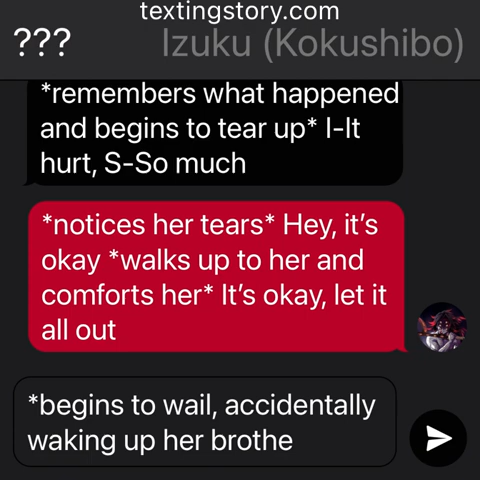 textingstory.com
??? Izuku (Kokushibo)
*remembers what happened
and begins to tear up* I-It
hurt, S-So much
*notices her tears* Hey, it’s
okay *walks up to her and
comforts her* It’s okay, let it
all out
*begins to wail, accidentally
waking up her brothe